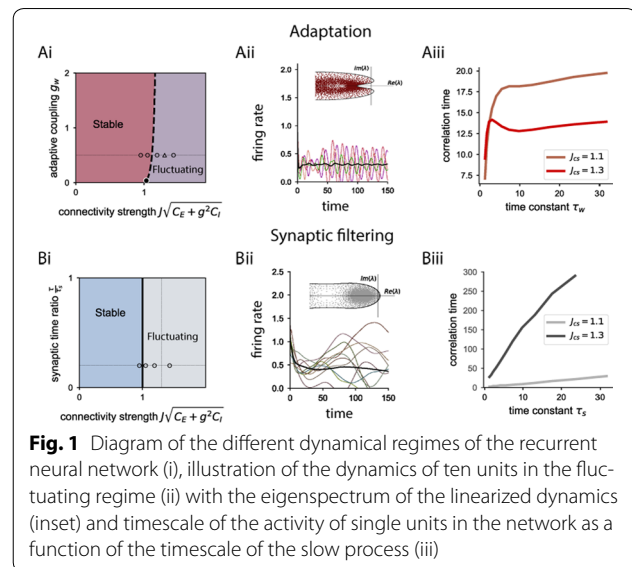 Adaptation
Ai
adaptive coupling g_w
2
1
0
Stable
Fluctuating
0
1
connectivity strength J√(C_E + g²C_I)
Aii
firing rate
2.0
1.5
1.0
0.5
0.0
Im(λ)
Re(λ)
0
50
100
150
time
Aiii
correlation time
20.0
17.5
15.0
12.5
10.0
7.5
J_cs = 1.1
J_cs = 1.3
0
10
20
30
time constant τ_w
Synaptic filtering
Bi
synaptic time ratio τ/τ_s
1
0
Stable
Fluctuating
0
1
connectivity strength J√(C_E + g²C_I)
Bii
firing rate
2.5
2.0
1.5
1.0
0.5
0.0
Im(λ)
Re(λ)
0
50
100
150
time
Biii
correlation time
300
250
200
150
100
50
0
J_cs = 1.1
J_cs = 1.3
0
10
20
30
time constant τ_s
Fig. 1 Diagram of the different dynamical regimes of the recurrent
neural network (i), illustration of the dynamics of ten units in the fluc-
tuating regime (ii) with the eigenspectrum of the linearized dynamics
(inset) and timescale of the activity of single units in the network as a
function of the timescale of the slow process (iii)